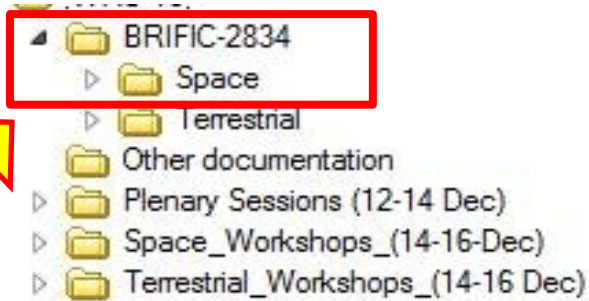 BRIFIC-2834
Space
Terrestrial
Other documentation
Plenary Sessions (12-14 Dec)
Space_Workshops_(14-16-Dec)
Terrestrial_Workshops_(14-16 Dec)